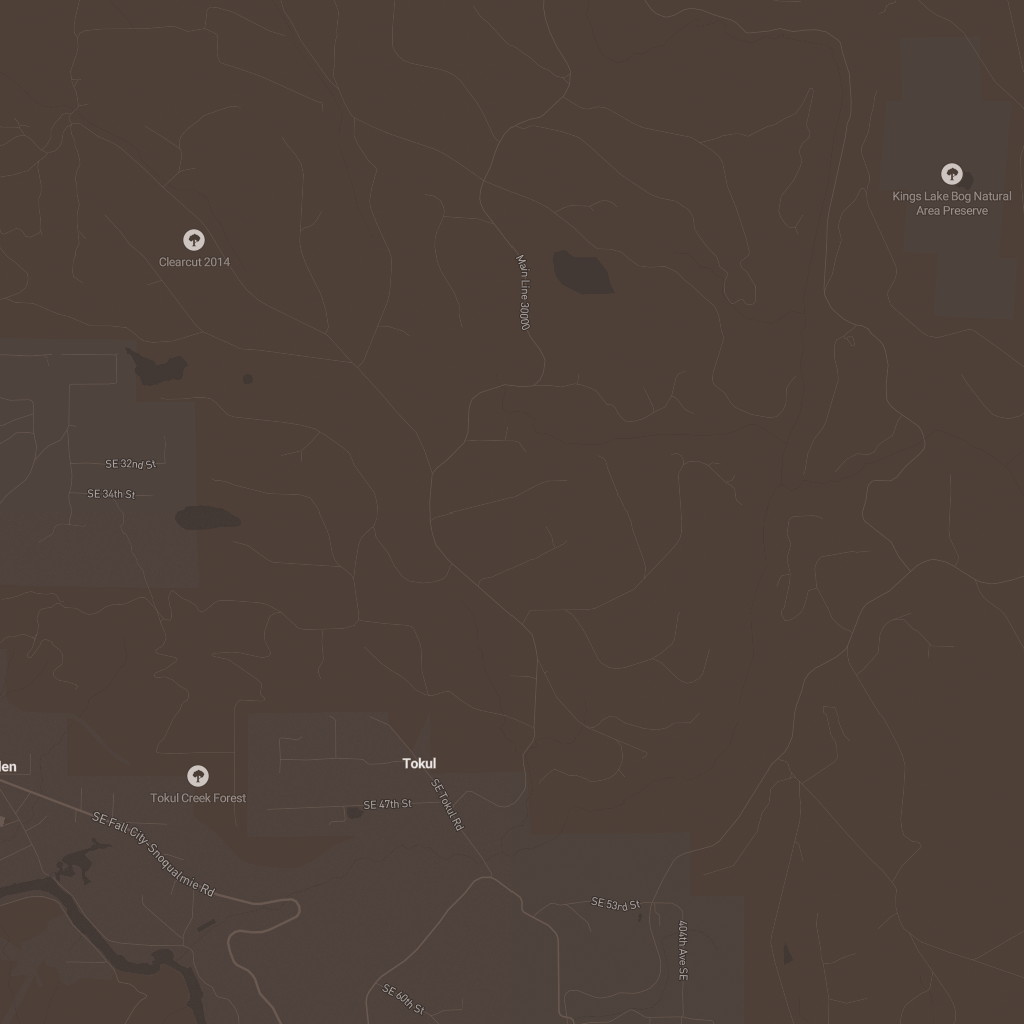 Kings Lake Bog Natural
Area Preserve
Clearcut 2014
Main Line 30000
SE 32nd St
SE 34th St
Tokul
Tokul Creek Forest
SE 47th St
SE Tokul Rd
SE Fall City-Snoqualmie Rd
SE 53rd St
404th Ave SE
SE 60th St